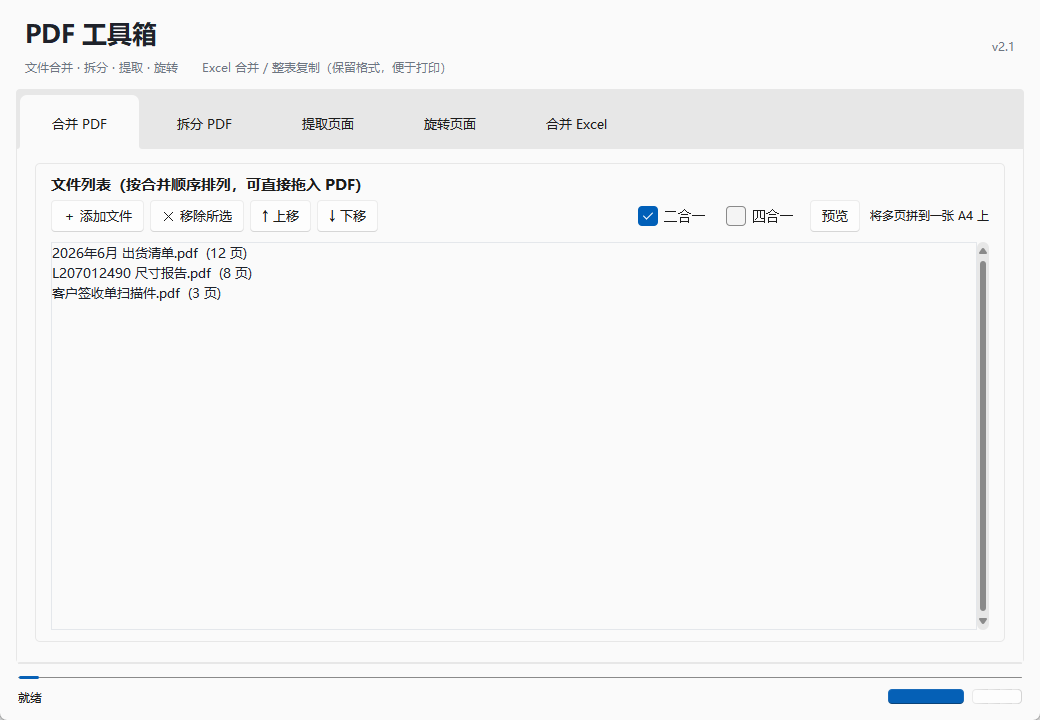 PDF 工具箱
v2.1
文件合并 · 拆分 · 提取 · 旋转  Excel 合并 / 整表复制（保留格式，便于打印）
合并 PDF  拆分 PDF  提取页面  旋转页面  合并 Excel
文件列表（按合并顺序排列，可直接拖入 PDF）
+ 添加文件  ✕ 移除所选  ↑ 上移  ↓ 下移  二合一  四合一  预览  将多页拼到一张 A4 上
2026年6月 出货清单.pdf  (12 页)
L207012490 尺寸报告.pdf  (8 页)
客户签收单扫描件.pdf  (3 页)
就绪